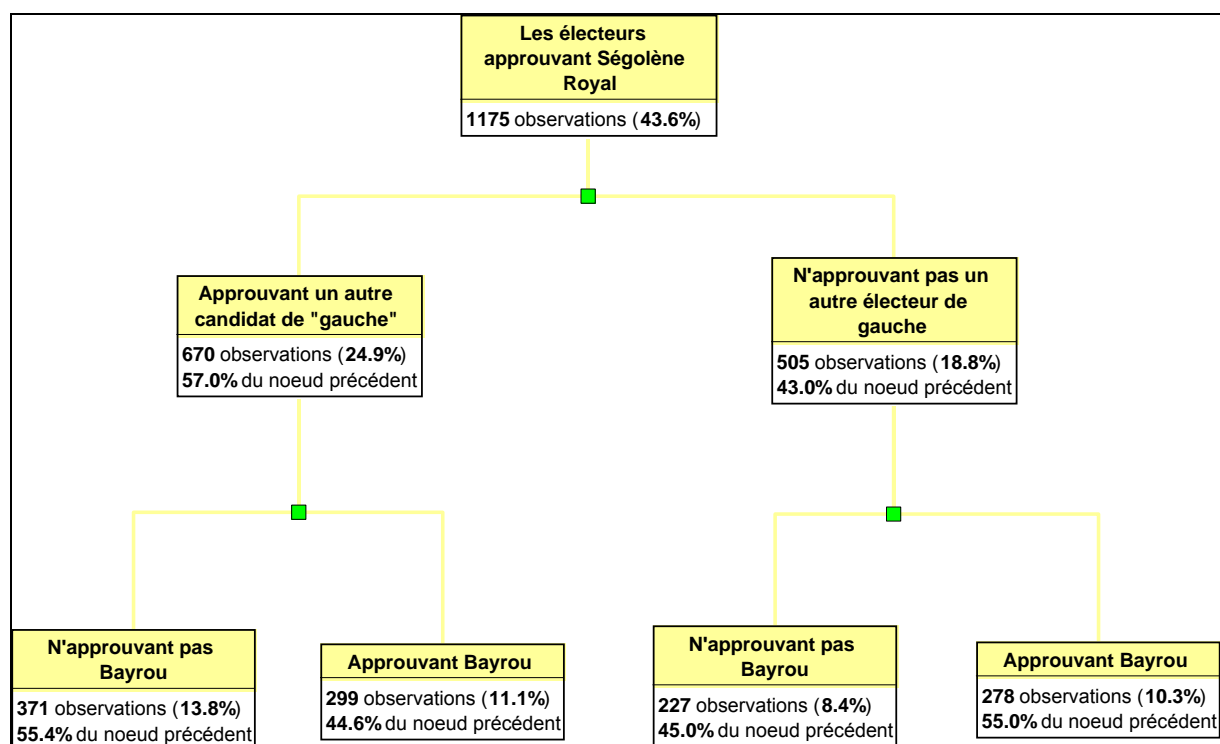 Les électeurs
approuvant Ségolène
Royal
1175 observations (43.6%)
Approuvant un autre
candidat de "gauche"
670 observations (24.9%)
57.0% du noeud précédent
N'approuvant pas un
autre électeur de
gauche
505 observations (18.8%)
43.0% du noeud précédent
N'approuvant pas
Bayrou
371 observations (13.8%)
55.4% du noeud précédent
Approuvant Bayrou
299 observations (11.1%)
44.6% du noeud précédent
N'approuvant pas
Bayrou
227 observations (8.4%)
45.0% du noeud précédent
Approuvant Bayrou
278 observations (10.3%)
55.0% du noeud précédent